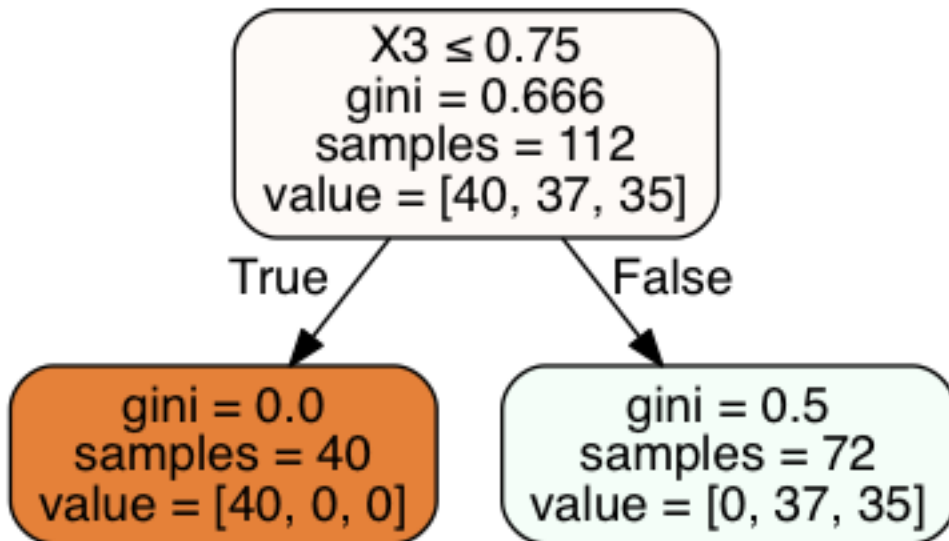 X3 ≤ 0.75
gini = 0.666
samples = 112
value = [40, 37, 35]
True
False
gini = 0.0
samples = 40
value = [40, 0, 0]
gini = 0.5
samples = 72
value = [0, 37, 35]